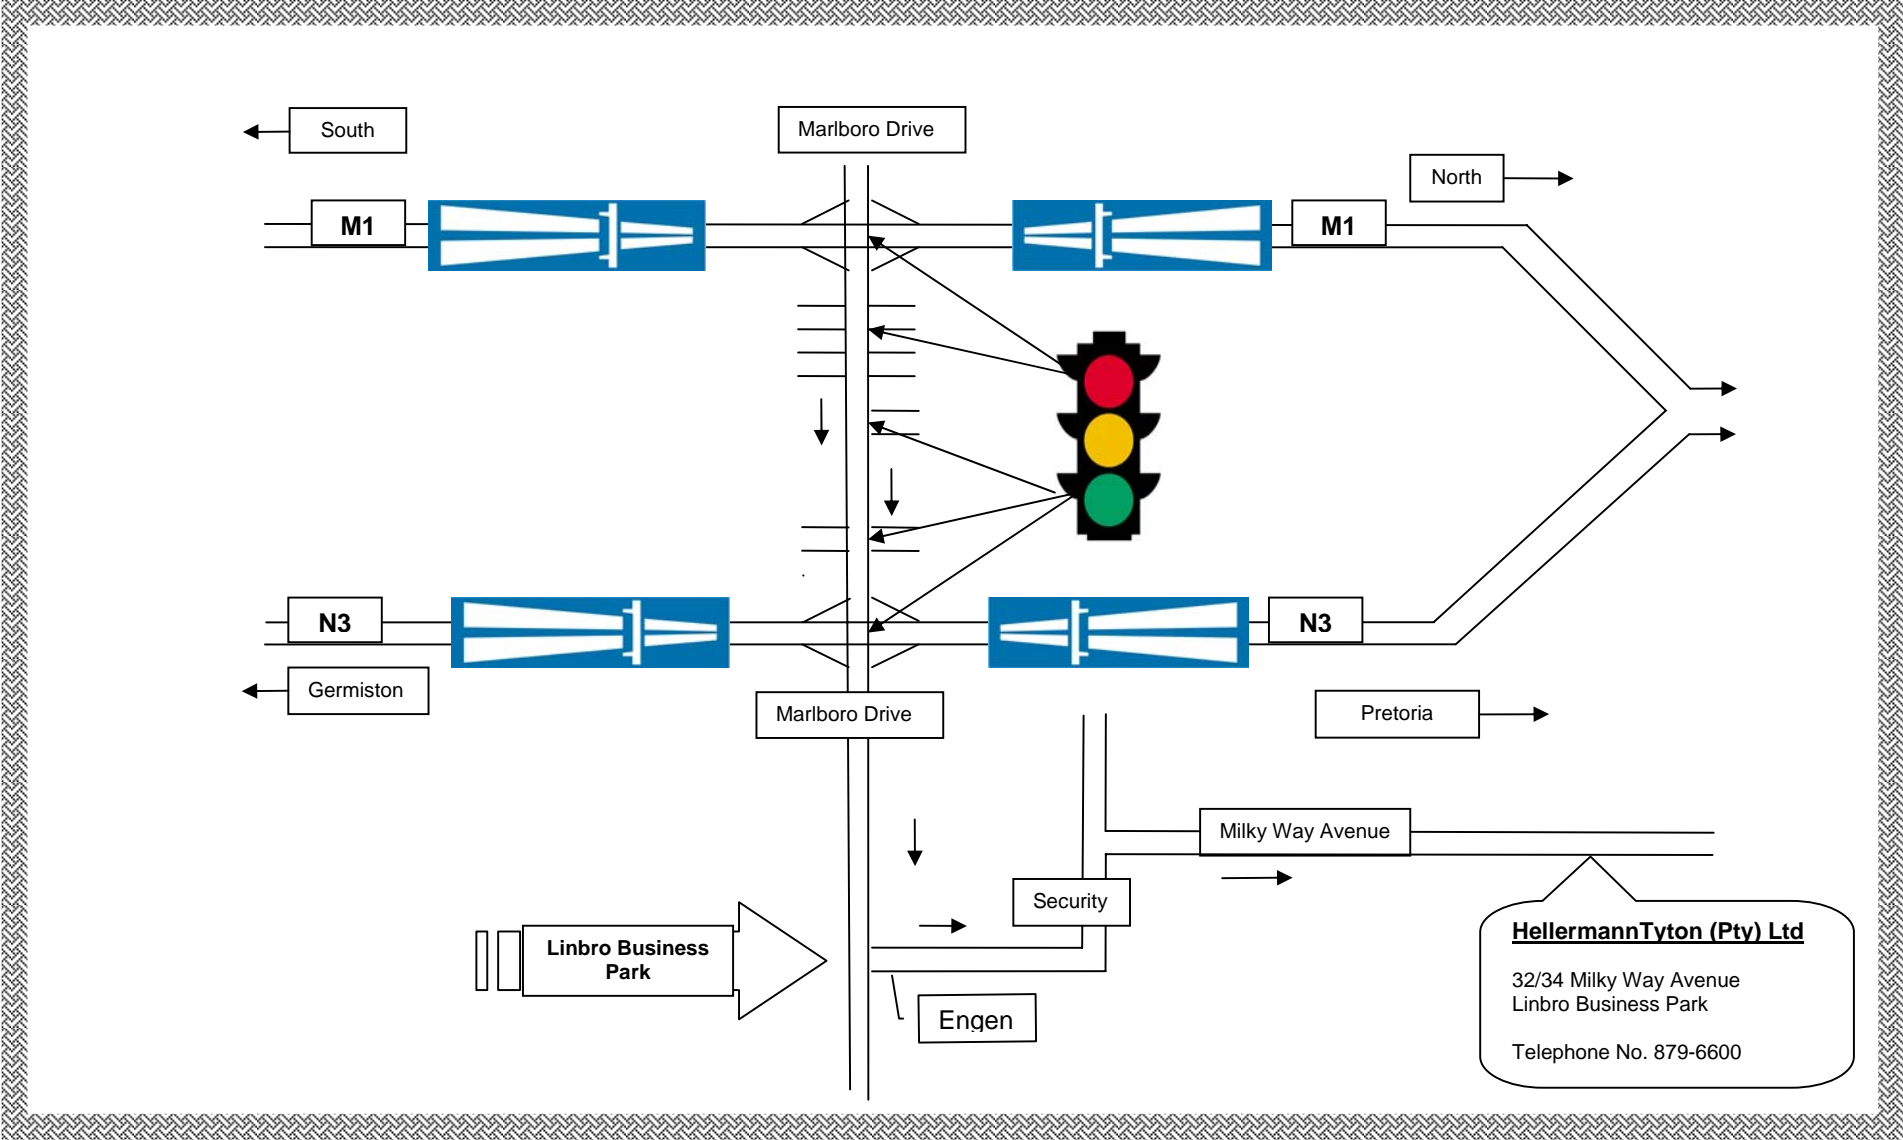 South
Marlboro Drive
North
M1
M1
N3
N3
Germiston
Marlboro Drive
Pretoria
Milky Way Avenue
Security
Linbro Business
Park
Engen
HellermannTyton (Pty) Ltd
32/34 Milky Way Avenue
Linbro Business Park
Telephone No. 879-6600